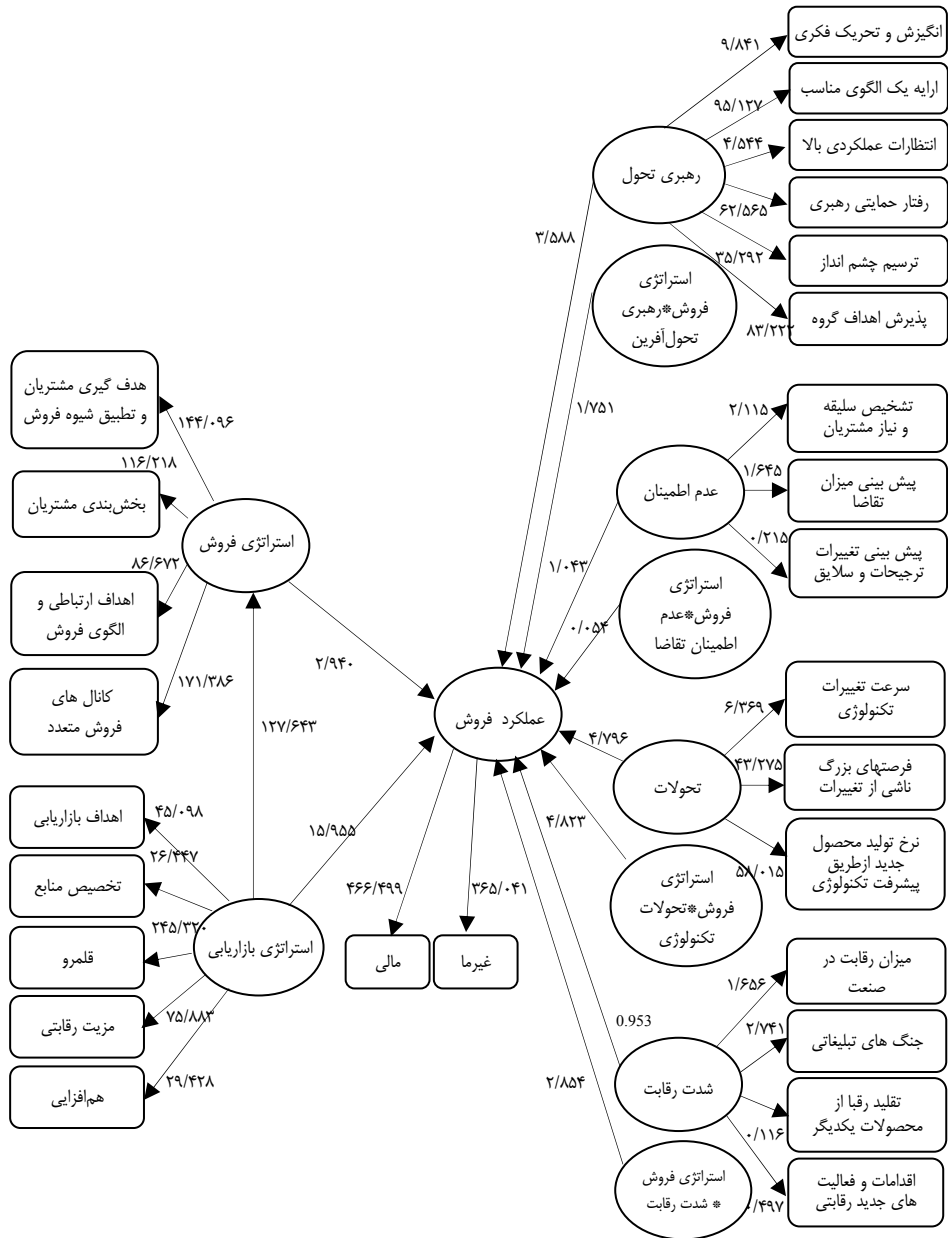 انگیزش و تحریک فکری
۹/۸۴۱
ارایه یک الگوی مناسب
۹۵/۱۲۷
انتظارات عملکردی بالا
۴/۵۴۴
رهبری تحول
رفتار حمایتی رهبری
۶۲/۵۶۵
ترسیم چشم انداز
۳۵/۲۹۲
پذیرش اهداف گروه
۸۳/۲۲۲
۳/۵۸۸
استراتژی
فروش*رهبری
تحول‌آفرین
۱/۷۵۱
هدف گیری مشتریان
و تطبیق شیوه فروش
۱۴۴/۰۹۶
بخش‌بندی مشتریان
۱۱۶/۲۱۸
استراتژی فروش
اهداف ارتباطی و
الگوی فروش
۸۶/۶۷۲
کانال های
فروش متعدد
۱۷۱/۳۸۶
۲/۹۴۰
۱۲۷/۶۴۳
تشخیص سلیقه
و نیاز مشتریان
۲/۱۱۵
پیش بینی میزان
تقاضا
۱/۶۴۵
عدم اطمینان
پیش بینی تغییرات
ترجیحات و سلایق
۰/۲۱۵
۱/۰۴۳
استراتژی
فروش*عدم
اطمینان تقاضا
۰/۰۵۴
عملکرد فروش
سرعت تغییرات
تکنولوژی
۶/۳۶۹
فرصتهای بزرگ
ناشی از تغییرات
۴۳/۲۷۵
تحولات
۴/۷۹۶
نرخ تولید محصول
جدید ازطریق
پیشرفت تکنولوژی
۵۸/۰۱۵
۴/۸۲۳
استراتژی
فروش*تحولات
تکنولوژی
اهداف بازاریابی
۴۵/۰۹۸
تخصیص منابع
۲۶/۴۴۷
قلمرو
۲۴۵/۳۲۰
استراتژی بازاریابی
مزیت رقابتی
۷۵/۸۸۳
هم‌افزایی
۲۹/۴۲۸
۱۵/۹۵۵
۴۶۶/۴۹۹
۳۶۵/۰۴۱
مالی
غیرما
میزان رقابت در
صنعت
۱/۶۵۶
0.953
جنگ های تبلیغاتی
۲/۷۴۱
شدت رقابت
تقلید رقبا از
محصولات یکدیگر
۰/۱۱۶
۲/۸۵۴
اقدامات و فعالیت
های جدید رقابتی
/۴۹۷
استراتژی فروش
* شدت رقابت